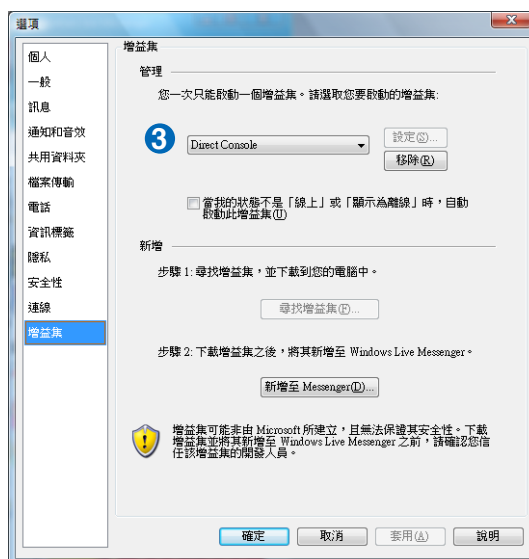 選項
個人
一般
訊息
通知和音效
共用資料夾
檔案傳輸
電話
資訊標籤
隱私
安全性
連線
增益集
增益集
管理
您一次只能啟動一個增益集。請選取您要啟動的增益集:
3
Direct Console
設定(S)...
移除(R)
當我的狀態不是「線上」或「顯示為離線」時，自動
啟動此增益集(U)
新增
步驟 1: 尋找增益集，並下載到您的電腦中。
尋找增益集(F)...
步驟 2: 下載增益集之後，將其新增至 Windows Live Messenger。
新增至 Messenger(D)...
增益集可能非由 Microsoft 所建立，且無法保證其安全性。下載
增益集並將其新增至 Windows Live Messenger 之前，請確認您信
任該增益集的開發人員。
確定
取消
套用(A)
說明